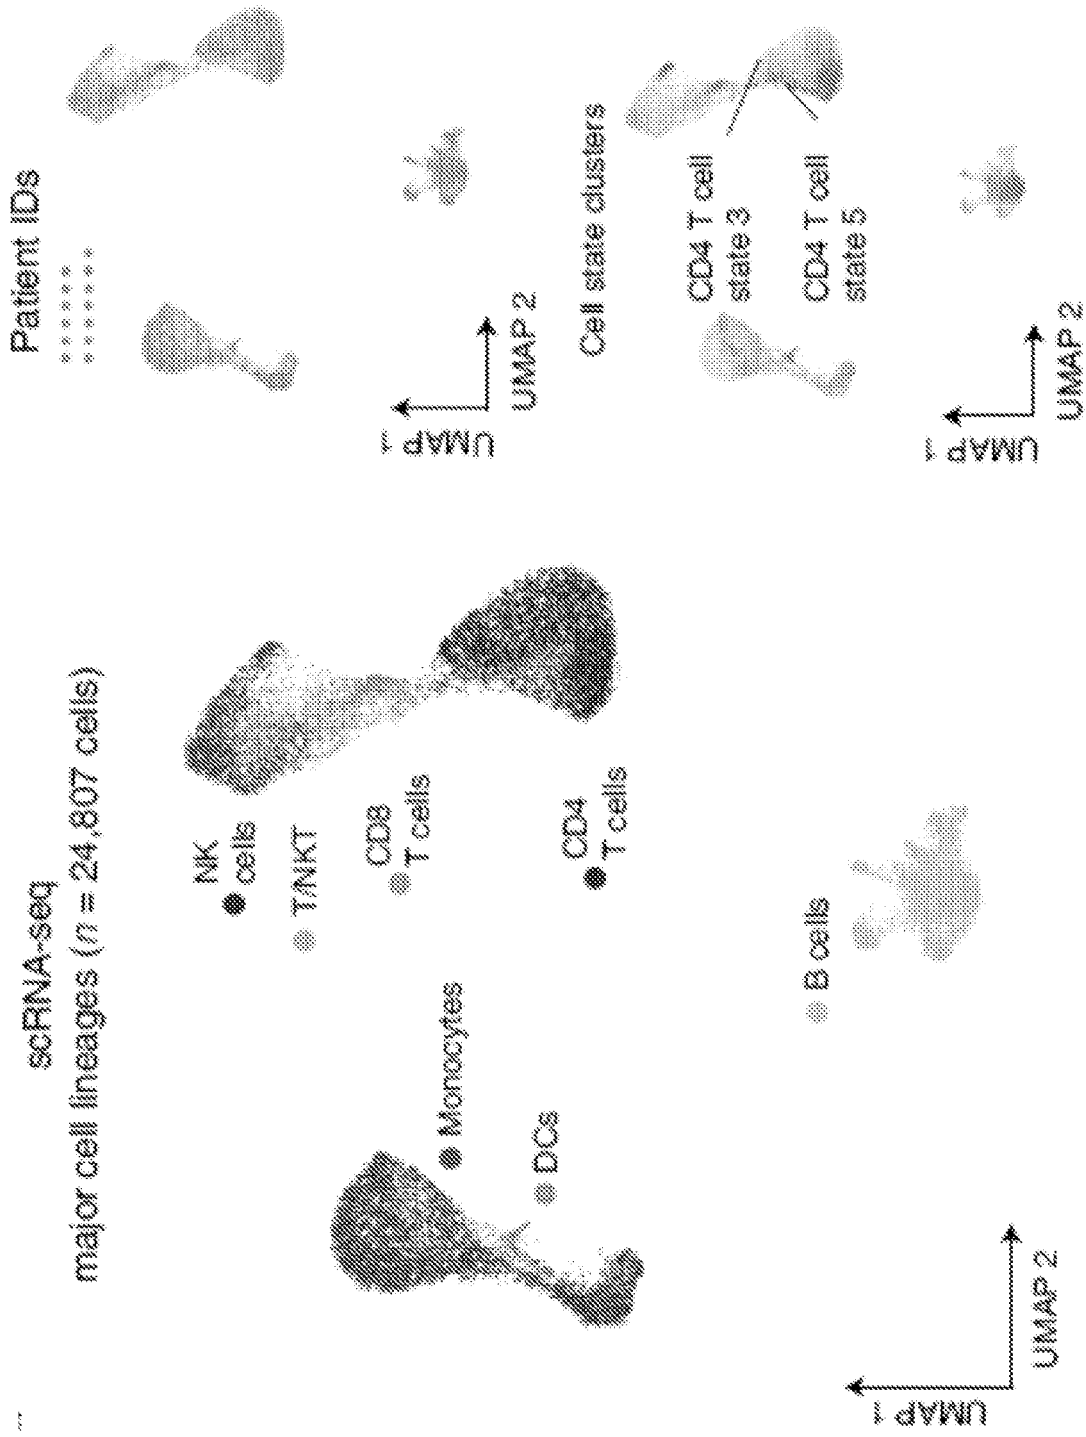 scRNA-seq
major cell lineages (n = 24,807 cells)
NK
cells
T/NKT
CD8
T cells
CD4
T cells
Monocytes
DCs
B cells
UMAP 1
UMAP 2
Patient IDs
UMAP 1
UMAP 2
Cell state clusters
CD4 T cell
state 3
CD4 T cell
state 5
UMAP 1
UMAP 2